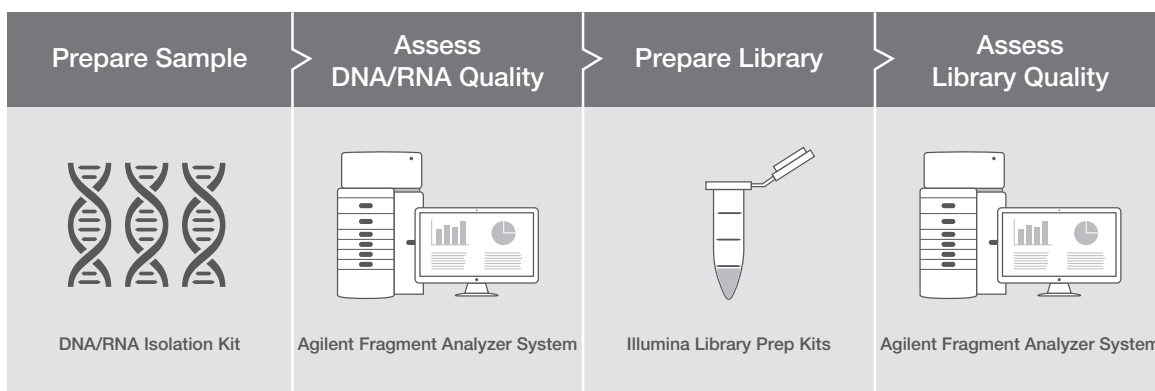 Prepare Sample
Assess
DNA/RNA Quality
Prepare Library
Assess
Library Quality
DNA/RNA Isolation Kit
Agilent Fragment Analyzer System
Illumina Library Prep Kits
Agilent Fragment Analyzer System